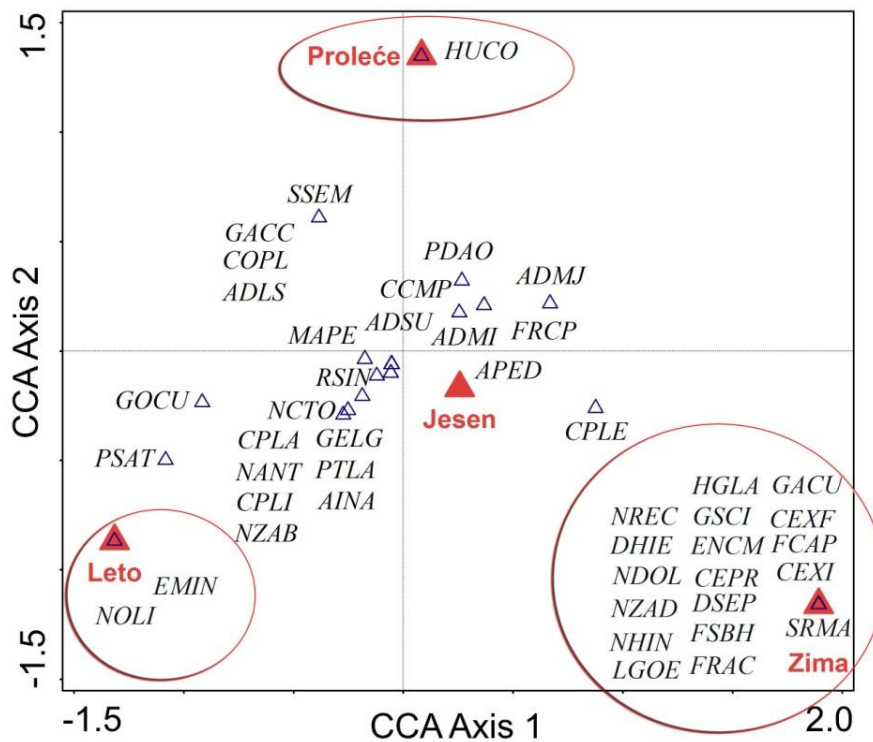 1.5
Proleće HUCO
SSEM
GACC
COPL
ADLS
PDAO
CCMP ADMJ
ADSU ADMI FRCP
MAPE
RSIN APED
Jesen
GOCU NCTO CPLE
PSAT CPLA GELG
NANT PTLA
CPLI AINA
NZAB
Leto EMIN
NOLI
HGLA GACU
NREC GSCI CEXF
DHIE ENCM FCAP
NDOL CEPR CEXI
NZAD DSEP
NHIN FSBH SRMA
LGOE FRAC Zima
CCA Axis 2
-1.5
-1.5 CCA Axis 1 2.0